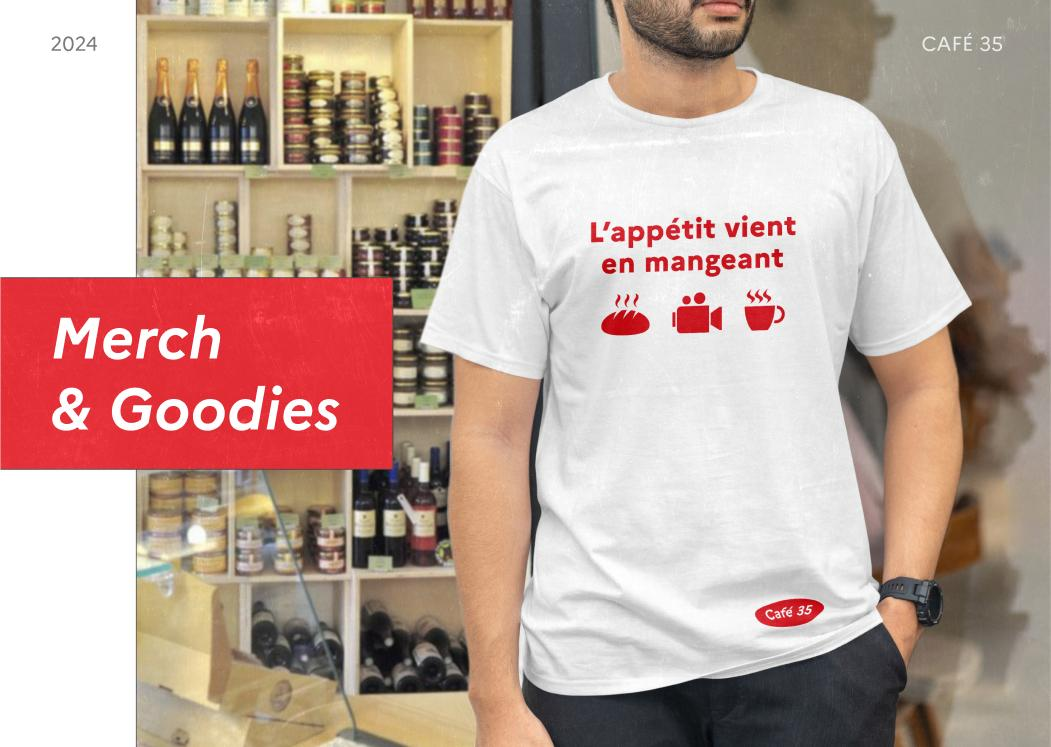 2024
CAFÉ 35
L’appétit vient
en mangeant
Merch
& Goodies
Café 35